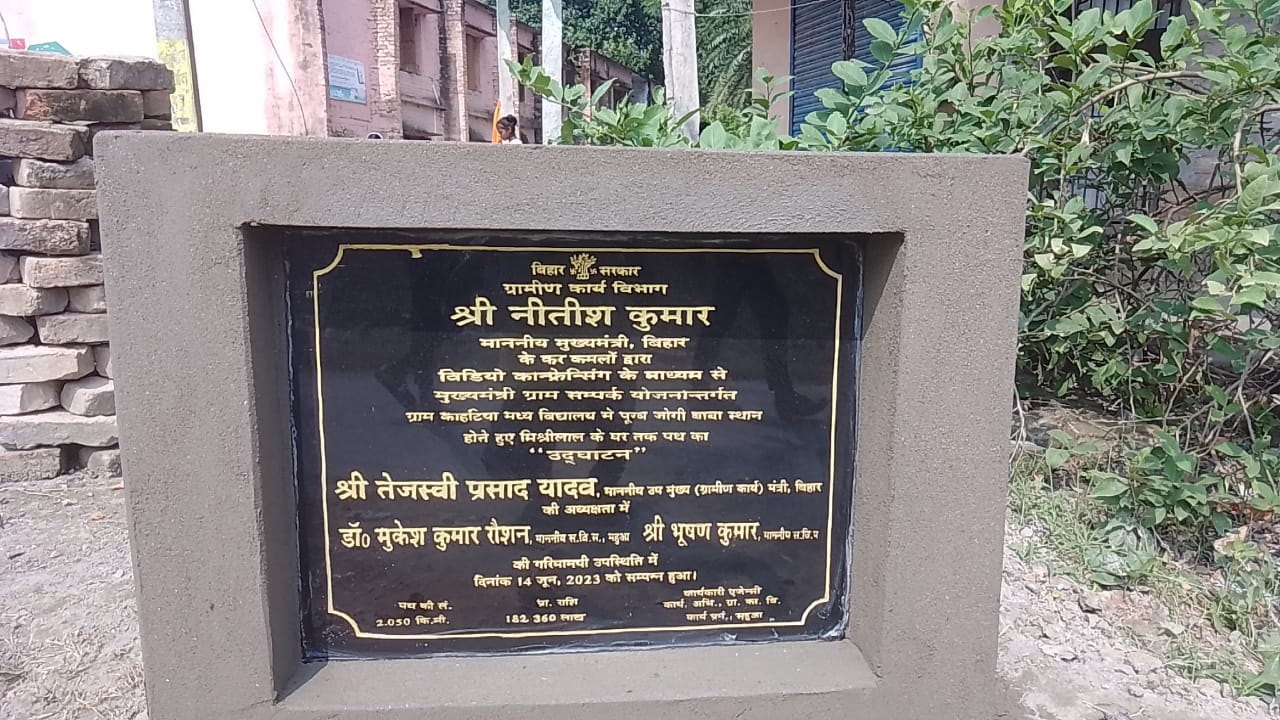 बिहार सरकार
ग्रामीण कार्य विभाग
श्री नीतीश कुमार
माननीय मुख्यमंत्री, बिहार
के कर कमलों द्वारा
विडियो कान्फ्रेन्सिंग के माध्यम से
मुख्यमंत्री ग्राम सम्पर्क योजनान्तर्गत
ग्राम काहटिया मध्य विद्यालय से पूरब जोगी बाबा स्थान
होते हुए मिश्रीलाल के घर तक पथ का
“उद्घाटन”
श्री तेजस्वी प्रसाद यादव, माननीय उप मुख्य (ग्रामीण कार्य) मंत्री, बिहार
की अध्यक्षता में
डॉ० मुकेश कुमार रौशन, माननीय स.वि.स., महुआ श्री भूषण कुमार, माननीय स.जि.प
की गरिमामयी उपस्थिति में
दिनांक 14 जून, 2023 को सम्पन्न हुआ।
पथ की लं. प्रा. राशि कार्यकारी एजेन्सी
2.050 कि.मी. 182.360 लाख कार्य. अभि., ग्रा. का. वि.
कार्य प्रमं., महुआ